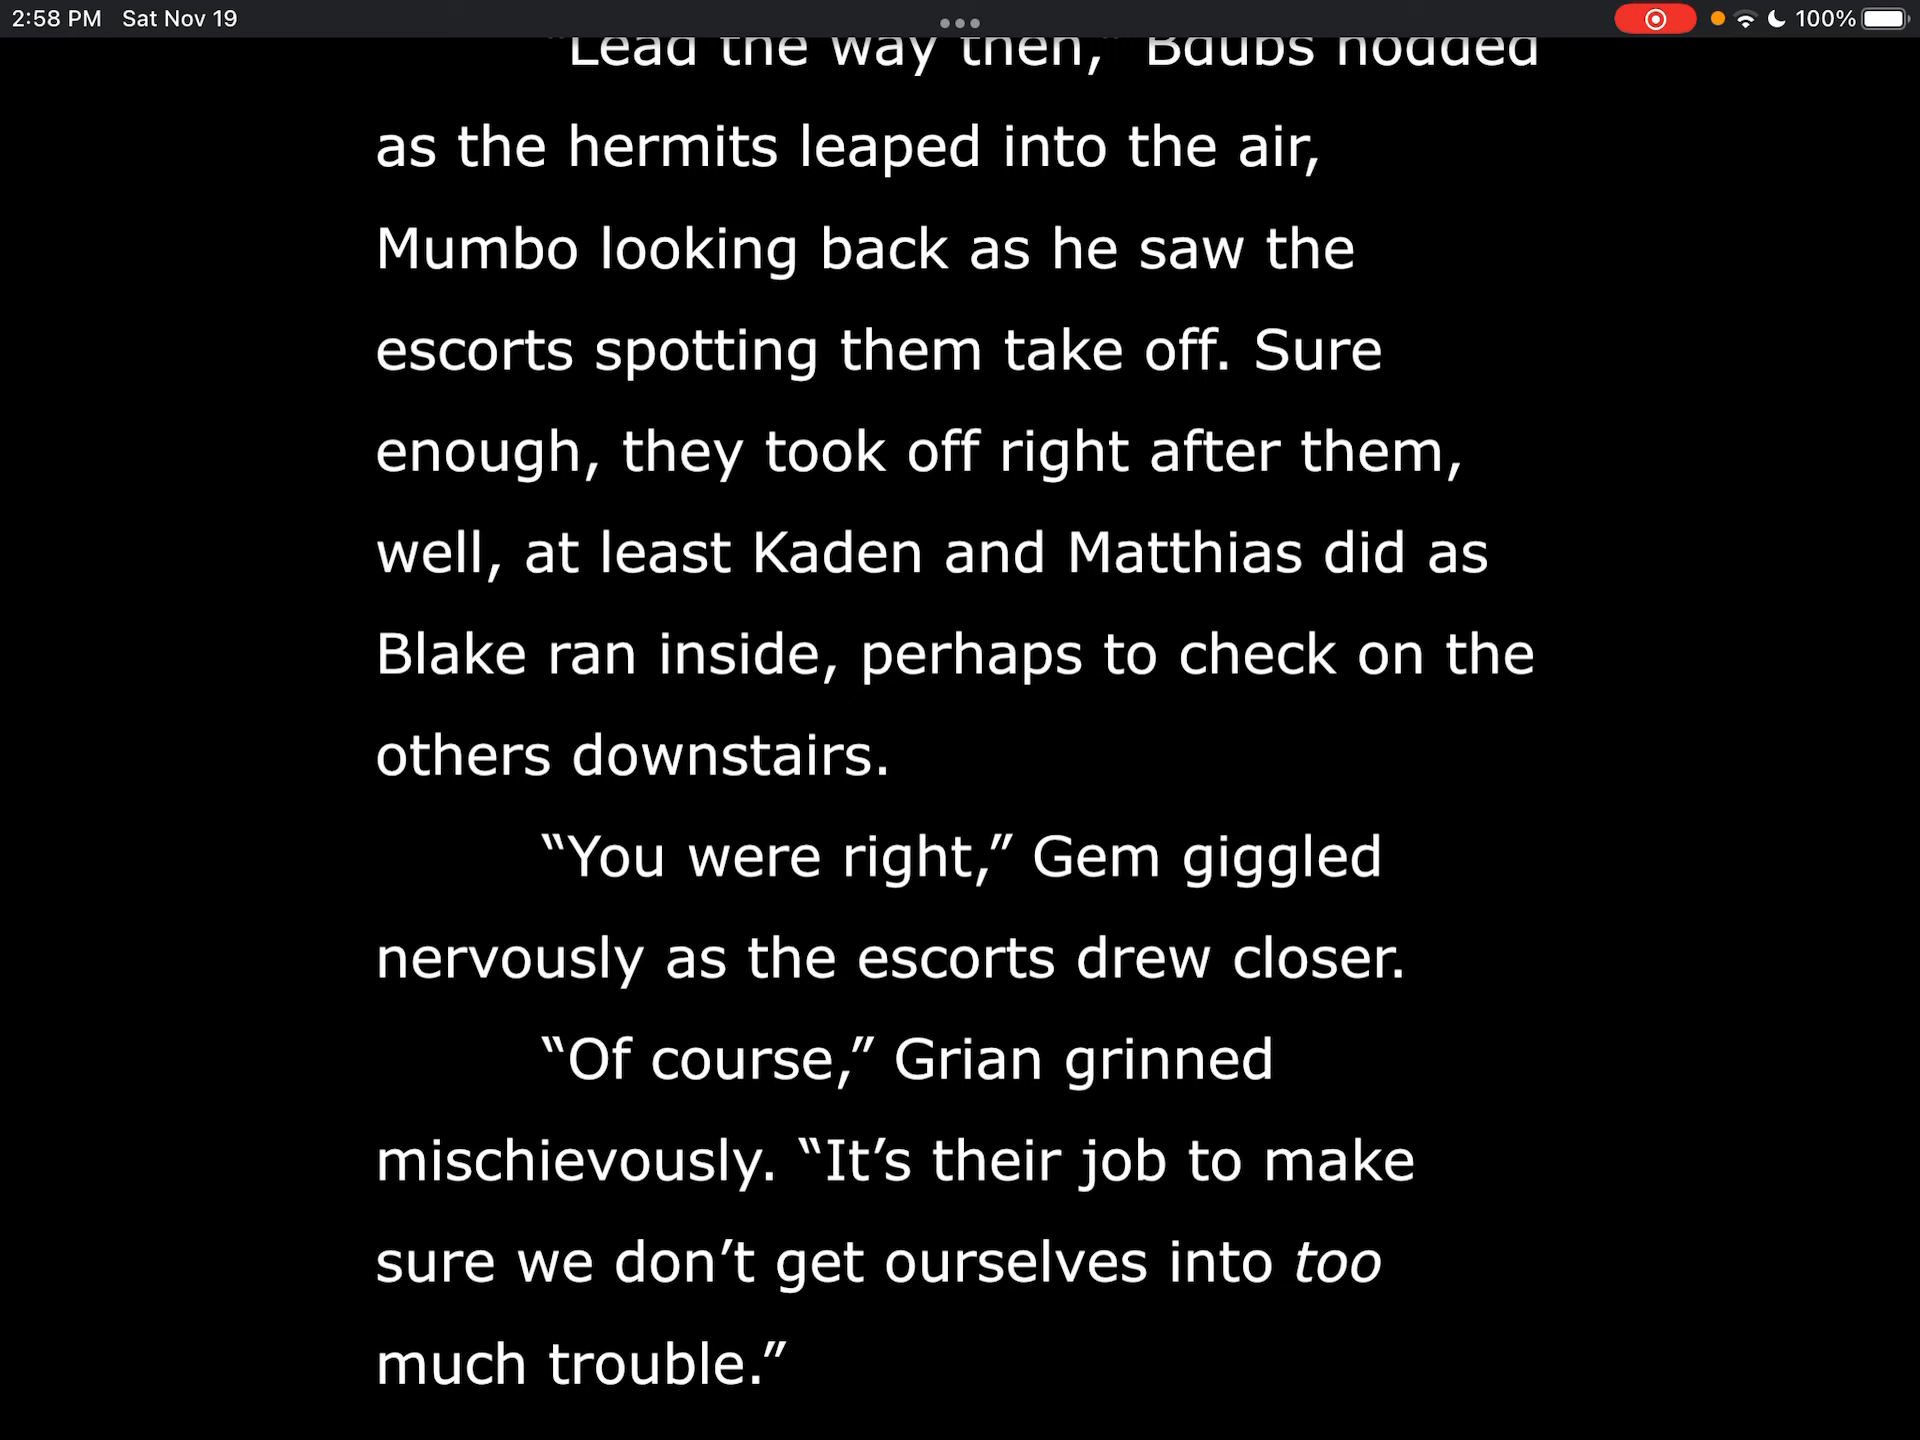 2:58 PM Sat Nov 19
100%
“Lead the way then,” Bdubs nodded
as the hermits leaped into the air,
Mumbo looking back as he saw the
escorts spotting them take off. Sure
enough, they took off right after them,
well, at least Kaden and Matthias did as
Blake ran inside, perhaps to check on the
others downstairs.
“You were right,” Gem giggled
nervously as the escorts drew closer.
“Of course,” Grian grinned
mischievously. “It’s their job to make
sure we don’t get ourselves into too
much trouble.”